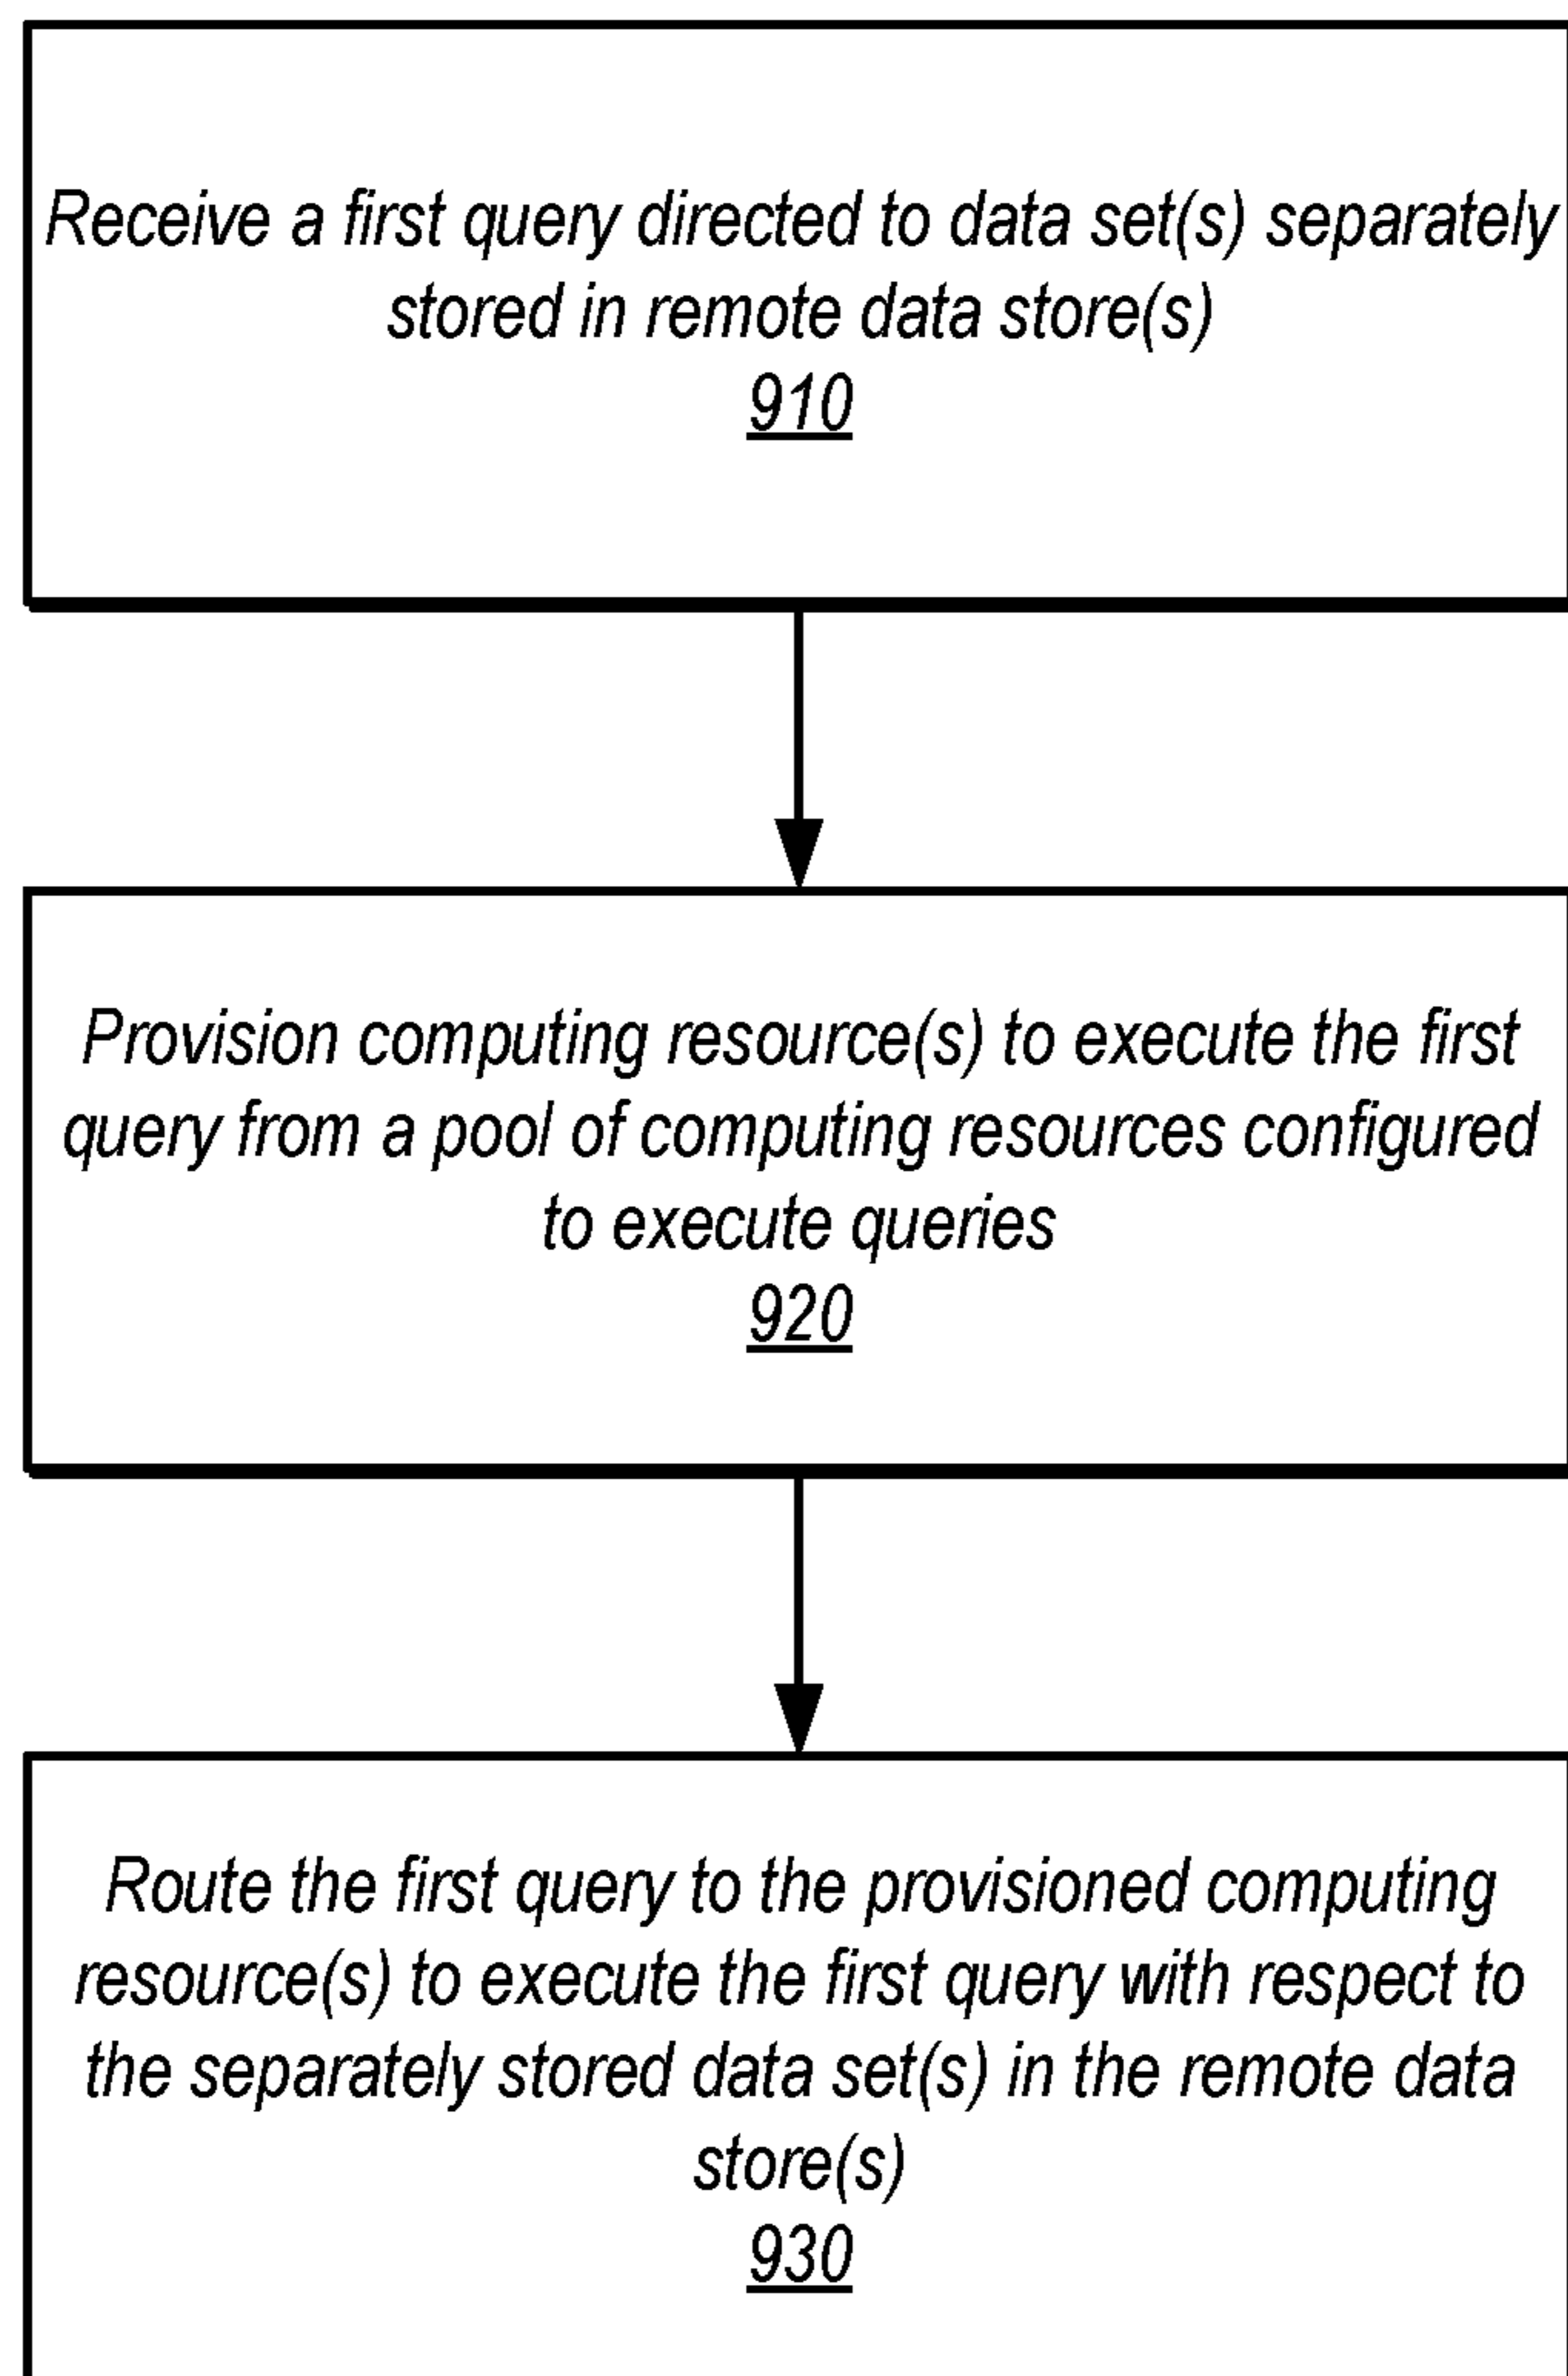 Receive a first query directed to data set(s) separately
stored in remote data store(s)
910
Provision computing resource(s) to execute the first
query from a pool of computing resources configured
to execute queries
920
Route the first query to the provisioned computing
resource(s) to execute the first query with respect to
the separately stored data set(s) in the remote data
store(s)
930